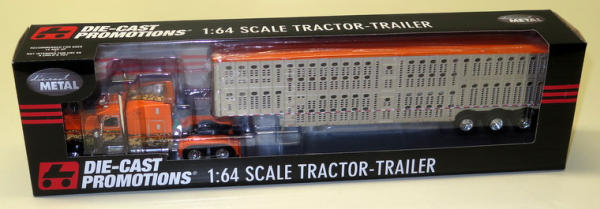 DIE-CAST
PROMOTIONS
1:64 SCALE TRACTOR-TRAILER
METAL
DIE-CAST
PROMOTIONS
1:64 SCALE TRACTOR-TRAILER
METAL